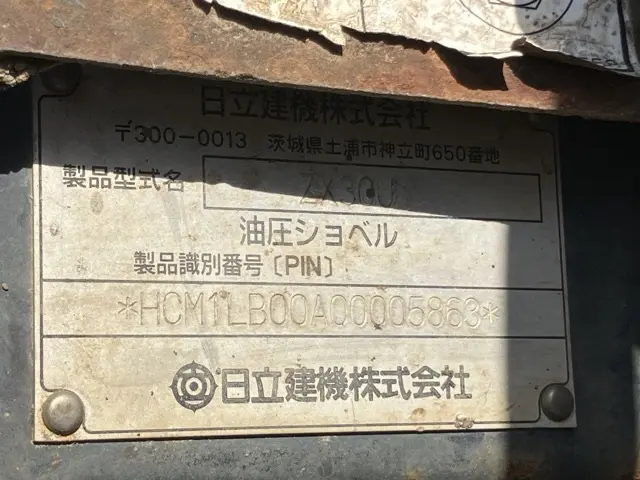 日立建機株式会社
〒300-0013 茨城県土浦市神立町650番地
製品型式名 ZX30U
油圧ショベル
製品識別番号〔PIN〕
*HCM1LB00A00005863*
日立建機株式会社